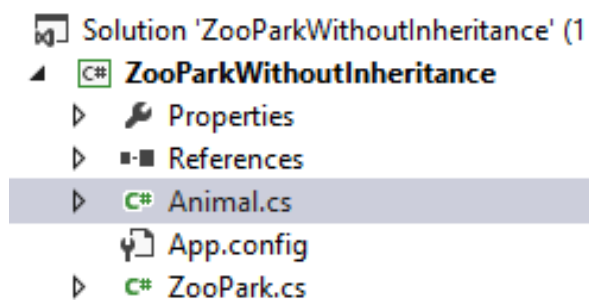 Solution 'ZooParkWithoutInheritance' (1
C# ZooParkWithoutInheritance
Properties
References
C# Animal.cs
App.config
C# ZooPark.cs